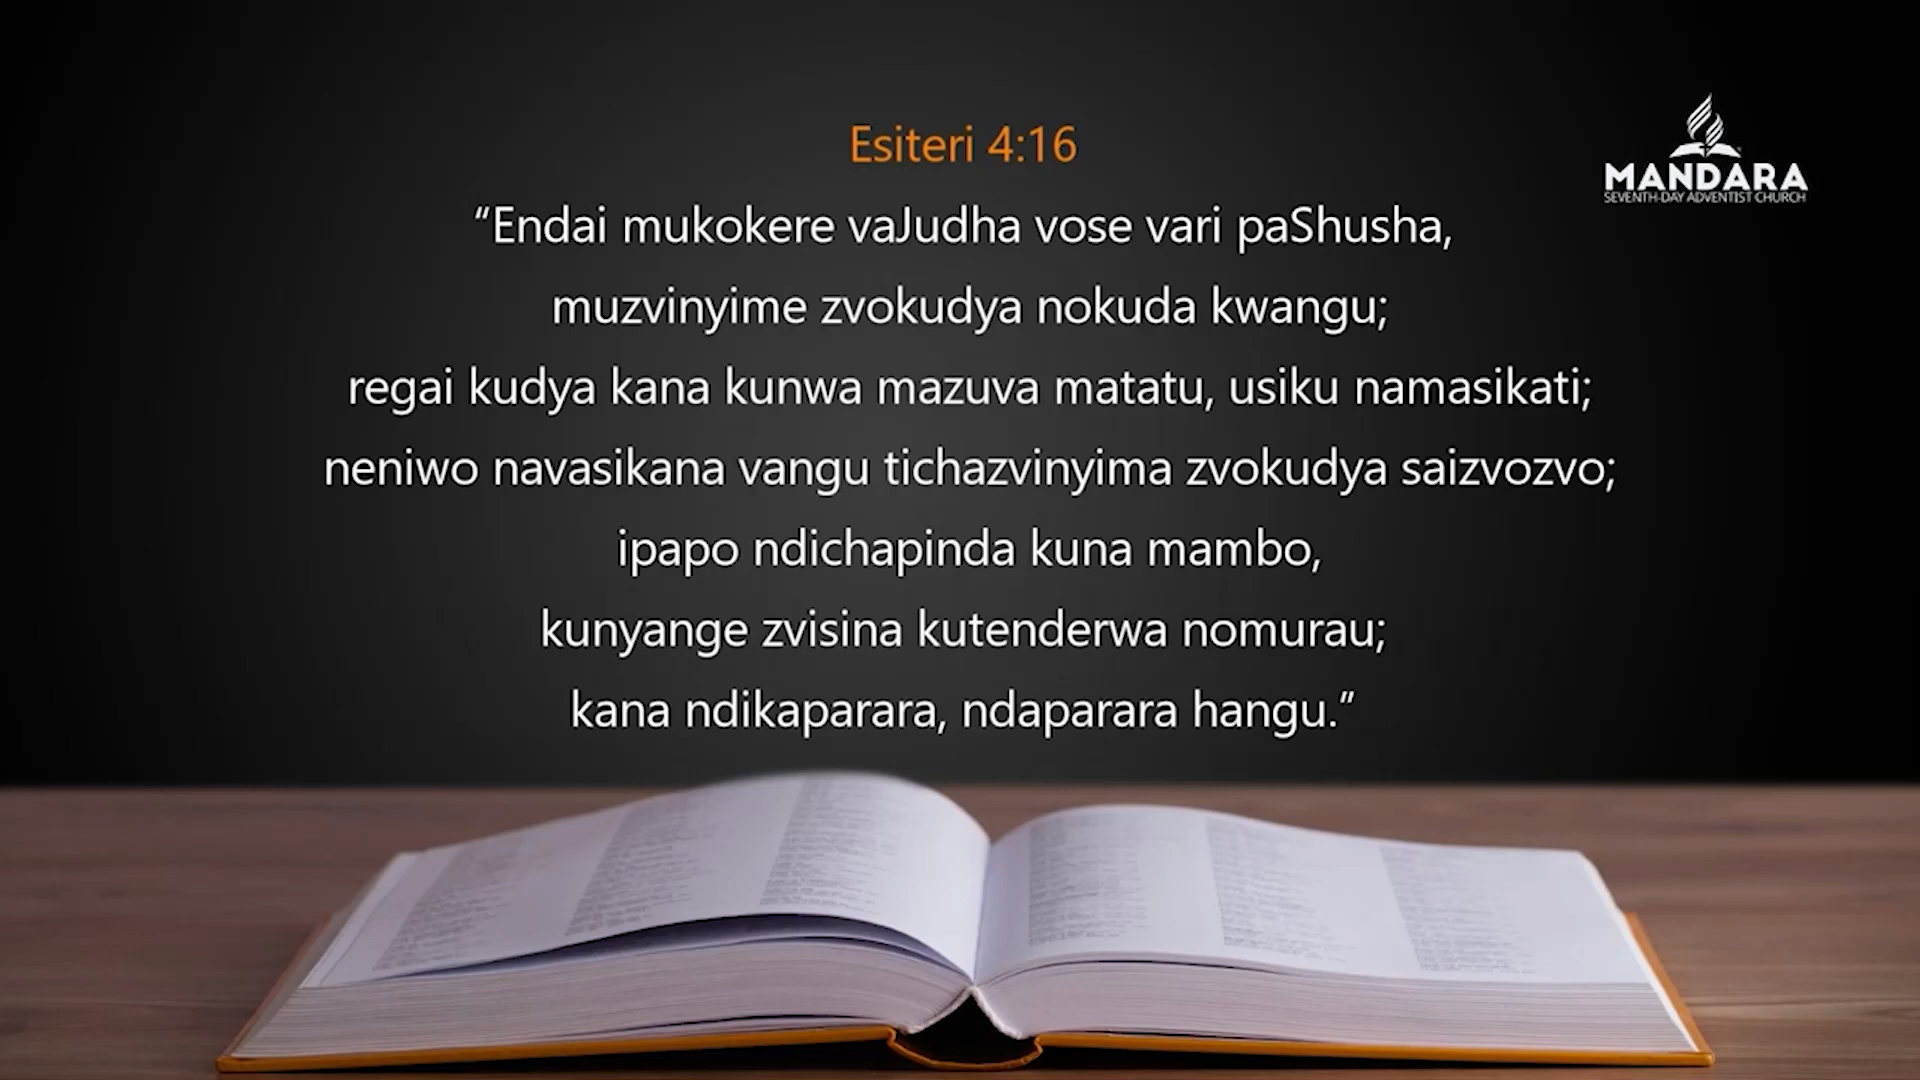 Esiteri 4:16
MANDARA
SEVENTH-DAY ADVENTIST CHURCH
“Endai mukokere vaJudha vose vari paShusha,
muzvinyime zvokudya nokuda kwangu;
regai kudya kana kunwa mazuva matatu, usiku namasikati;
neniwo navasikana vangu tichazvinyima zvokudya saizvozvo;
ipapo ndichapinda kuna mambo,
kunyange zvisina kutenderwa nomurau;
kana ndikaparara, ndaparara hangu.”